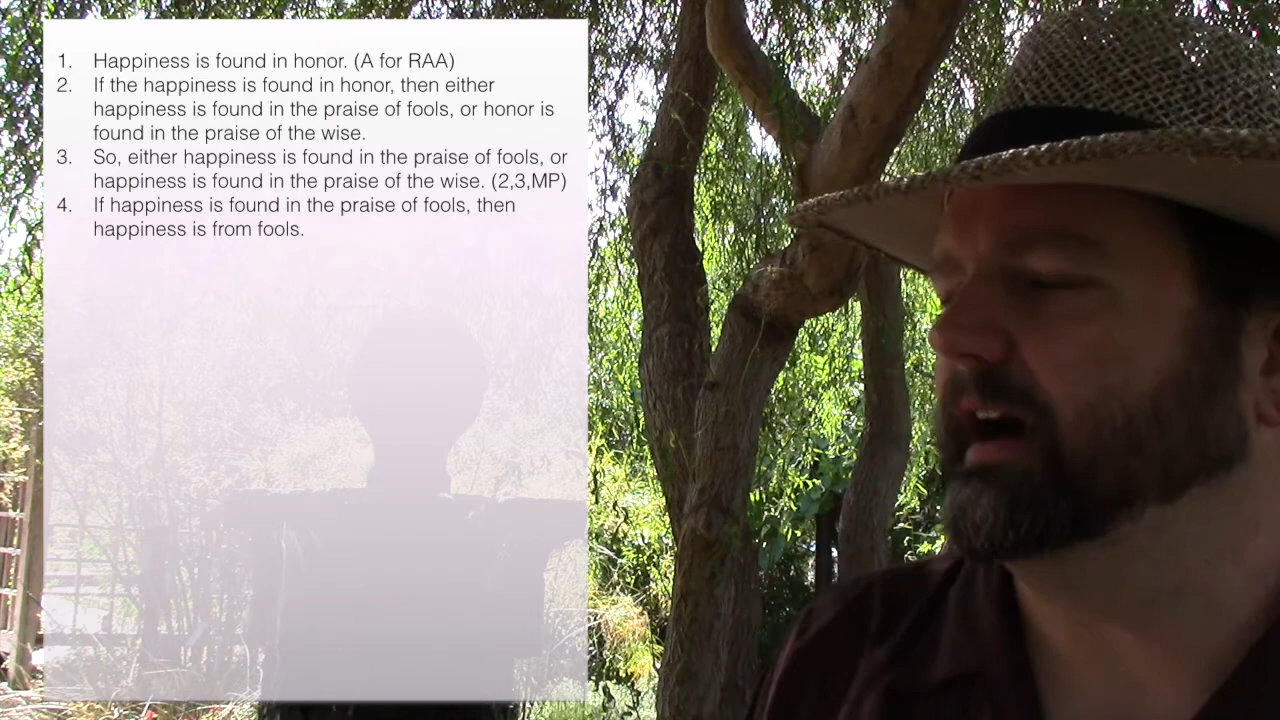 1. Happiness is found in honor. (A for RAA)
2. If the happiness is found in honor, then either
happiness is found in the praise of fools, or honor is
found in the praise of the wise.
3. So, either happiness is found in the praise of fools, or
happiness is found in the praise of the wise. (2,3,MP)
4. If happiness is found in the praise of fools, then
happiness is from fools.